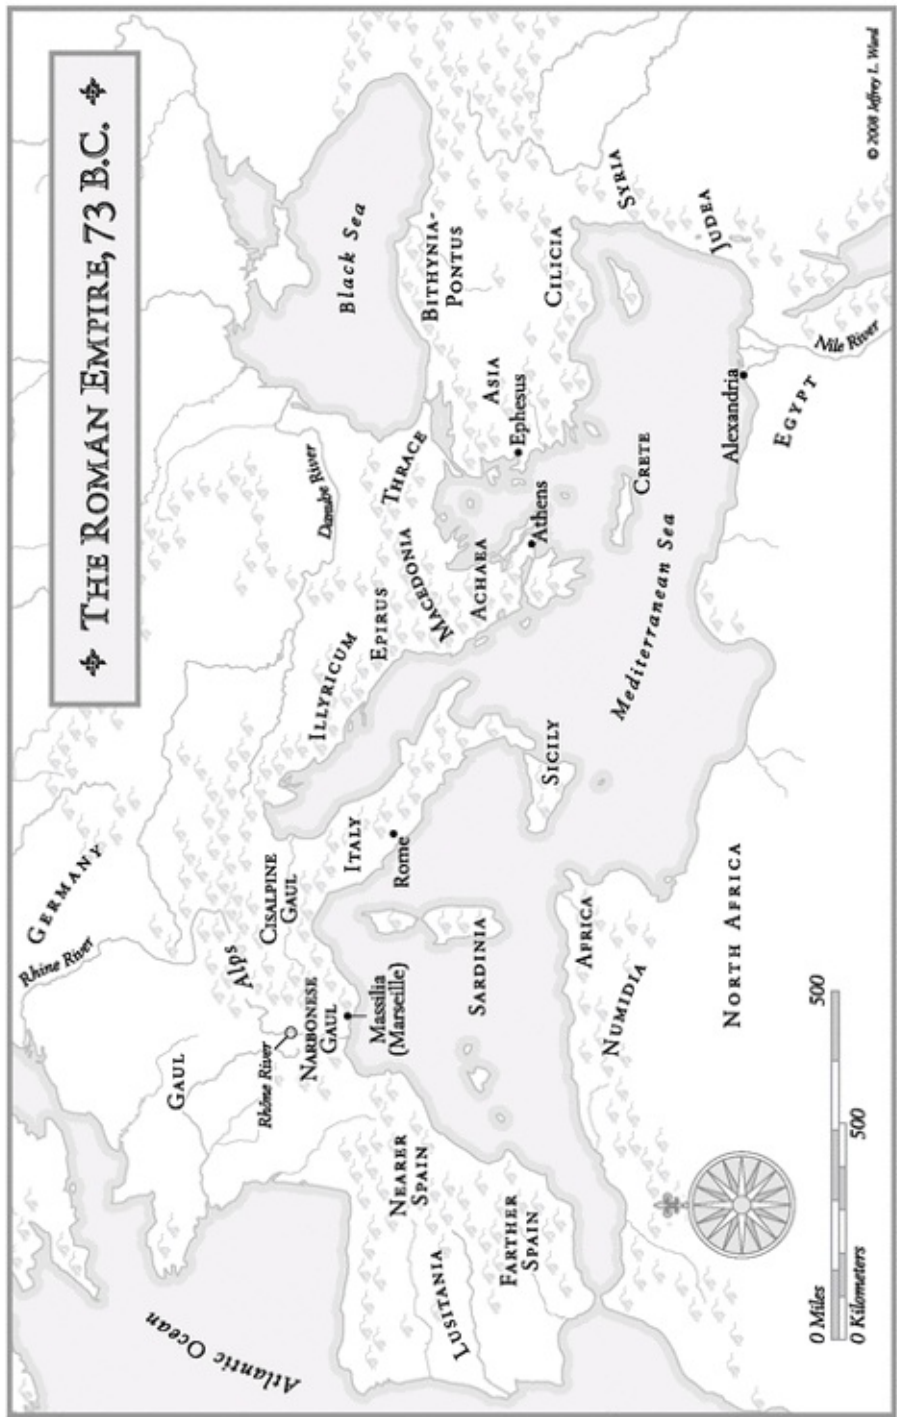 THE ROMAN EMPIRE, 73 B.C.
GERMANY
Rhine River
GAUL
Alps
CISALPINE
GAUL
Rhône River
NARBONESE
GAUL
Massilia
(Marseille)
ITALY
Rome
ILLYRICUM
EPIRUS
MACEDONIA
ACHAEA
Athens
THRACE
Danube River
Black Sea
BITHYNIA-
PONTUS
ASIA
Ephesus
CILICIA
SYRIA
JUDEA
CRETE
Mediterranean Sea
SICILY
SARDINIA
Atlantic Ocean
NEARER
SPAIN
LUSITANIA
FARTHER
SPAIN
AFRICA
NUMIDIA
NORTH AFRICA
Alexandria
EGYPT
Nile River
0 Miles
500
0 Kilometers
500
© 2008 Jeffrey L. Ward